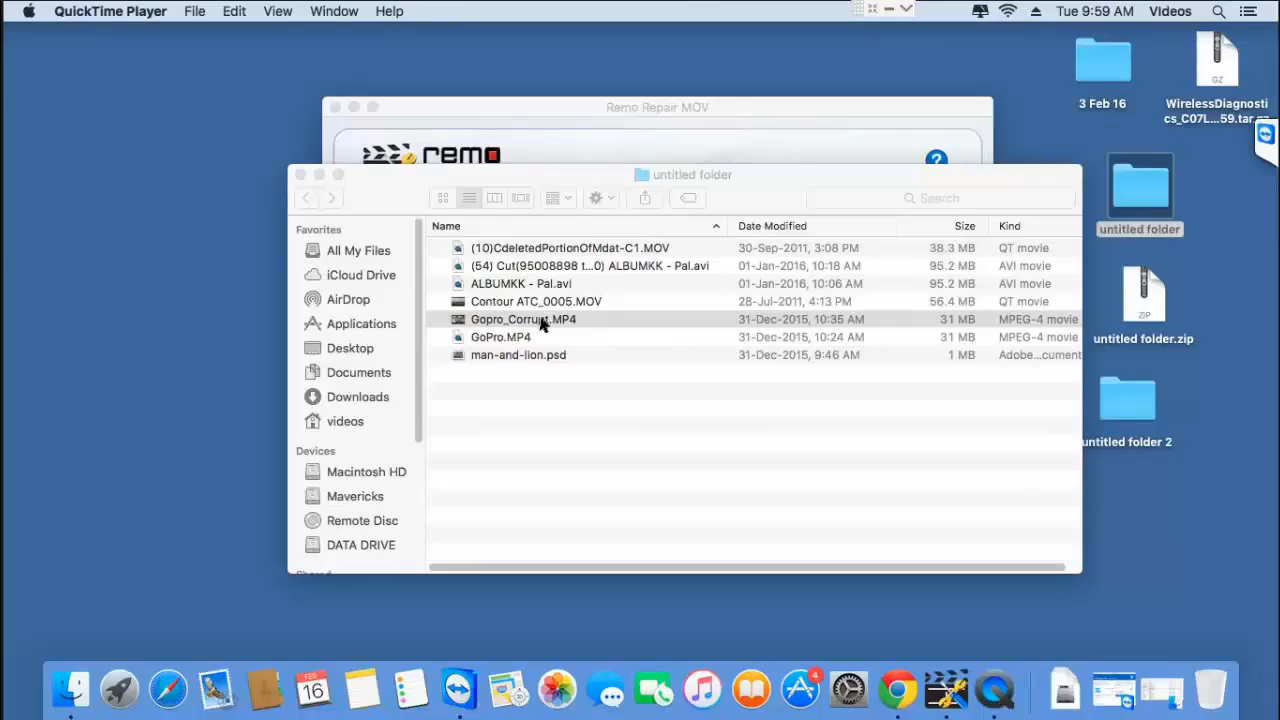 QuickTime Player File Edit View Window Help Tue 9:59 AM VIdeos
GZ
3 Feb 16 WirelessDiagnosti
cs_C07L...59.tar.gz
Remo Repair MOV
remo
?
untitled folder
Search
Name Date Modified Size Kind
Favorites
All My Files
iCloud Drive
AirDrop
Applications
Desktop
Documents
Downloads
videos
Devices
Macintosh HD
Mavericks
Remote Disc
DATA DRIVE
(10)CdeletedPortionOfMdat-C1.MOV 30-Sep-2011, 3:08 PM 38.3 MB QT movie
(54) Cut(95008898 t...0) ALBUMKK - Pal.avi 01-Jan-2016, 10:18 AM 95.2 MB AVI movie
ALBUMKK - Pal.avi 01-Jan-2016, 10:06 AM 95.2 MB AVI movie
Contour ATC_0005.MOV 28-Jul-2011, 4:13 PM 56.4 MB QT movie
Gopro_Corrupt.MP4 31-Dec-2015, 10:35 AM 31 MB MPEG-4 movie
GoPro.MP4 31-Dec-2015, 10:24 AM 31 MB MPEG-4 movie
man-and-lion.psd 31-Dec-2015, 9:46 AM 1 MB Adobe...cument
untitled folder
ZIP
untitled folder.zip
untitled folder 2
FEB
16
4